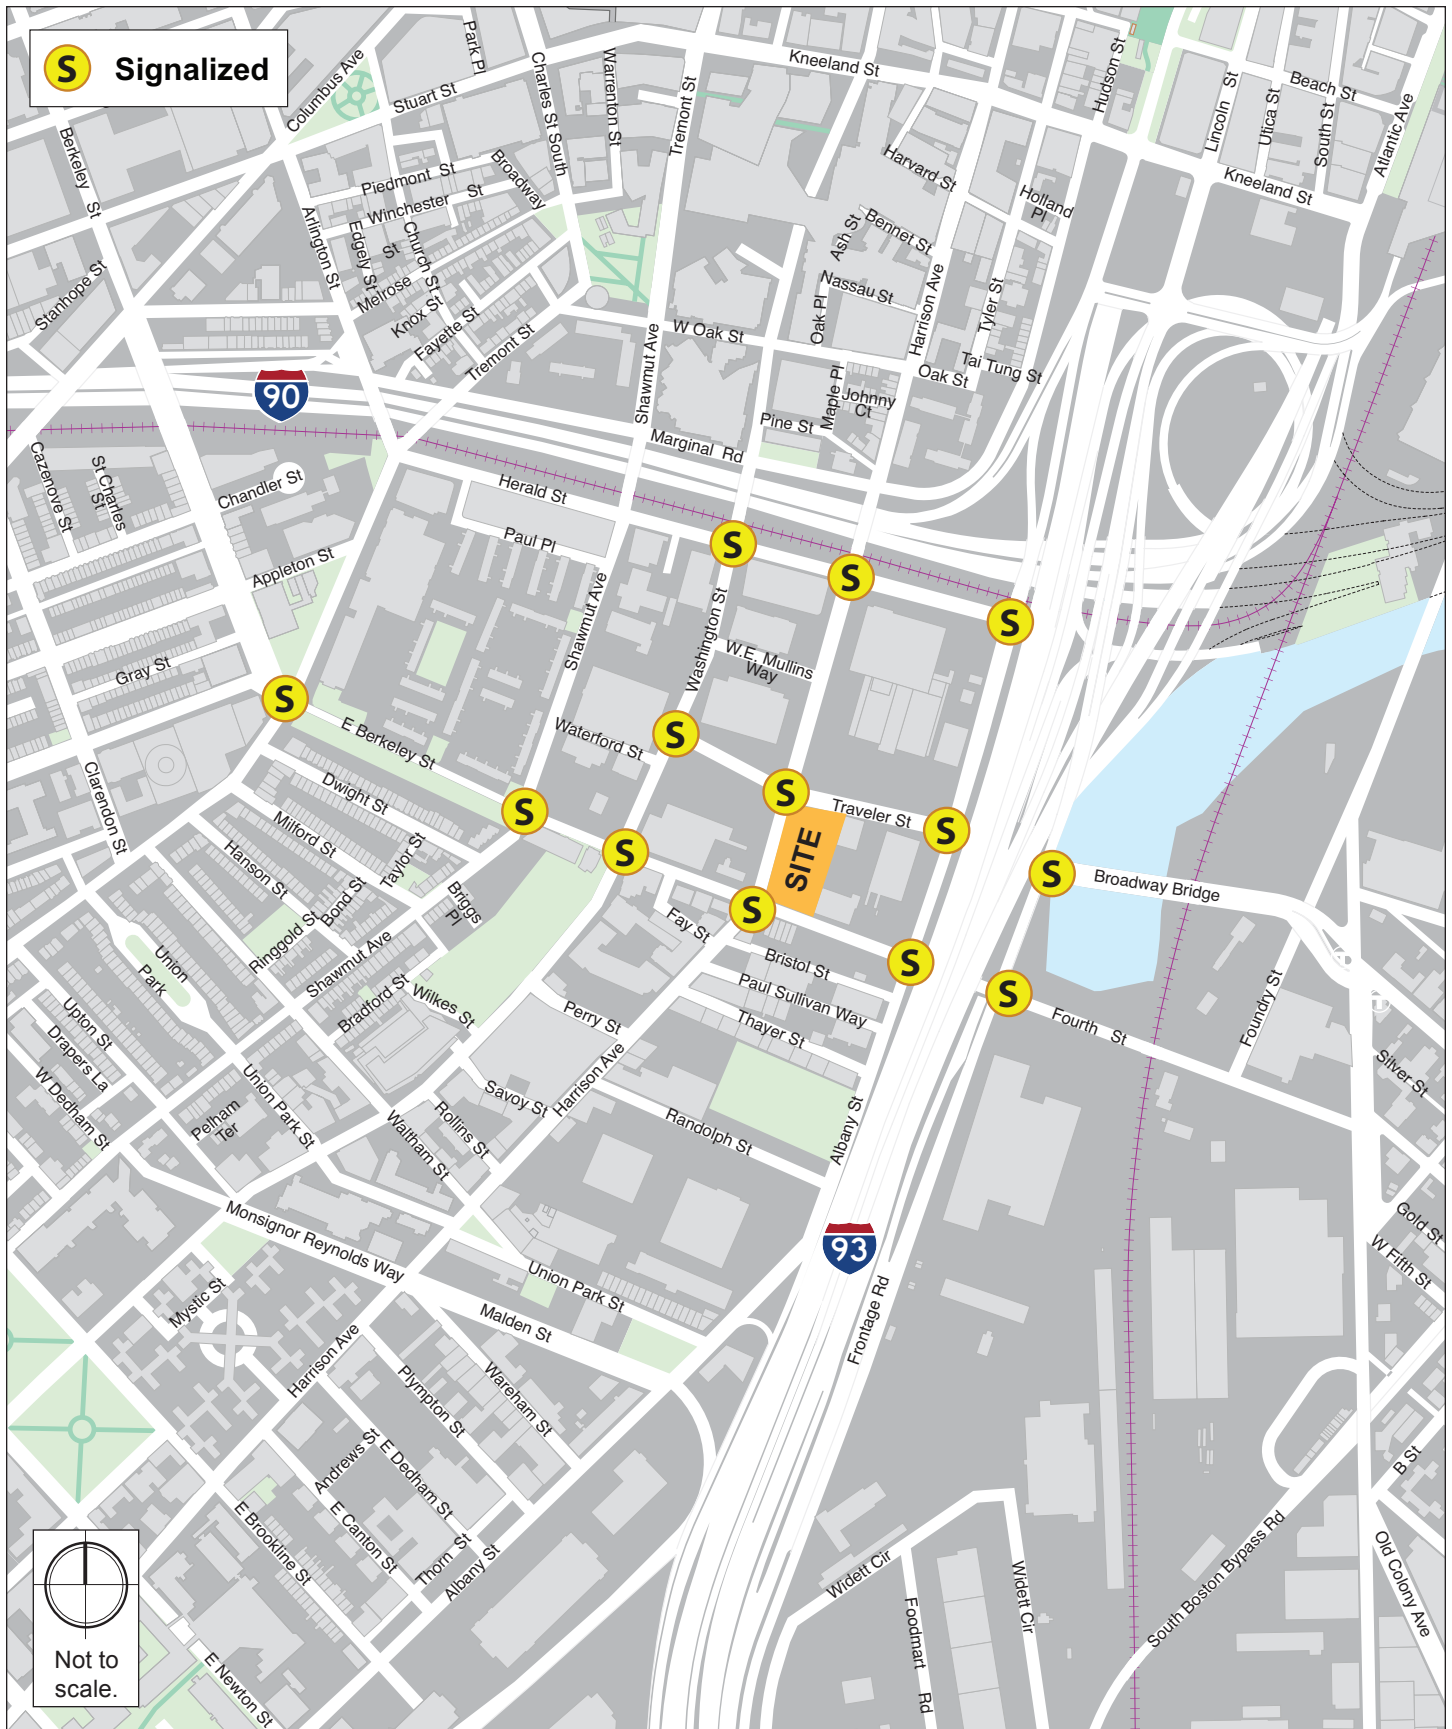 S Signalized
Columbus Ave
Park Pl
Stuart St
Charles St South
Warrenton St
Tremont St
Kneeland St
Hudson St
Lincoln St
Beach St
Utica St
South St
Atlantic Ave
Berkeley St
Piedmont St
Winchester St
Broadway
Harvard St
Holland
Pl
Kneeland St
Arlington St
Edgely St
St
Church St
Melrose
Knox St
Fayette St
Tremont St
Ash St
Bennet St
Nassau St
Oak Pl
Harrison Ave
Tyler St
Tai Tung St
Stanhope St
Shawmut Ave
W Oak St
Oak St
Maple Pl
Johnny
Ct
Pine St
90
Marginal Rd
Herald St
Paul Pl
Cazenove St
St Charles
St
Chandler St
Appleton St
Gray St
S
S
S
Shawmut Ave
Washington St
W.E. Mullins
Way
S
E Berkeley St
Waterford St
S
S
Traveler St
S
SITE
S
S
S
Broadway Bridge
Clarendon St
Dwight St
Milford St
Hanson St
Taylor St
Bond St
Ringgold St
Briggs
Pl
Shawmut Ave
Bradford St
Wilkes St
Union
Park
Fay St
S
Bristol St
S
Paul Sullivan Way
Thayer St
S
Fourth St
Foundry St
Silver St
Perry St
Harrison Ave
Savoy St
Randolph St
Albany St
Upton St
Drapers La
W Dedham St
Pelham
Ter
Union Park St
Waltham St
Rollins St
Monsignor Reynolds Way
Union Park St
Malden St
93
Frontage Rd
Gold St
W Fifth St
Mystic St
Harrison Ave
Plympton St
Wareham St
Andrews St
E Dedham St
E Canton St
E Brookline St
Thorn St
Albany St
E Newton St
Widett Cir
Widett Cir
Foodmart Rd
South Boston Bypass Rd
B St
Old Colony Ave
Not to
scale.